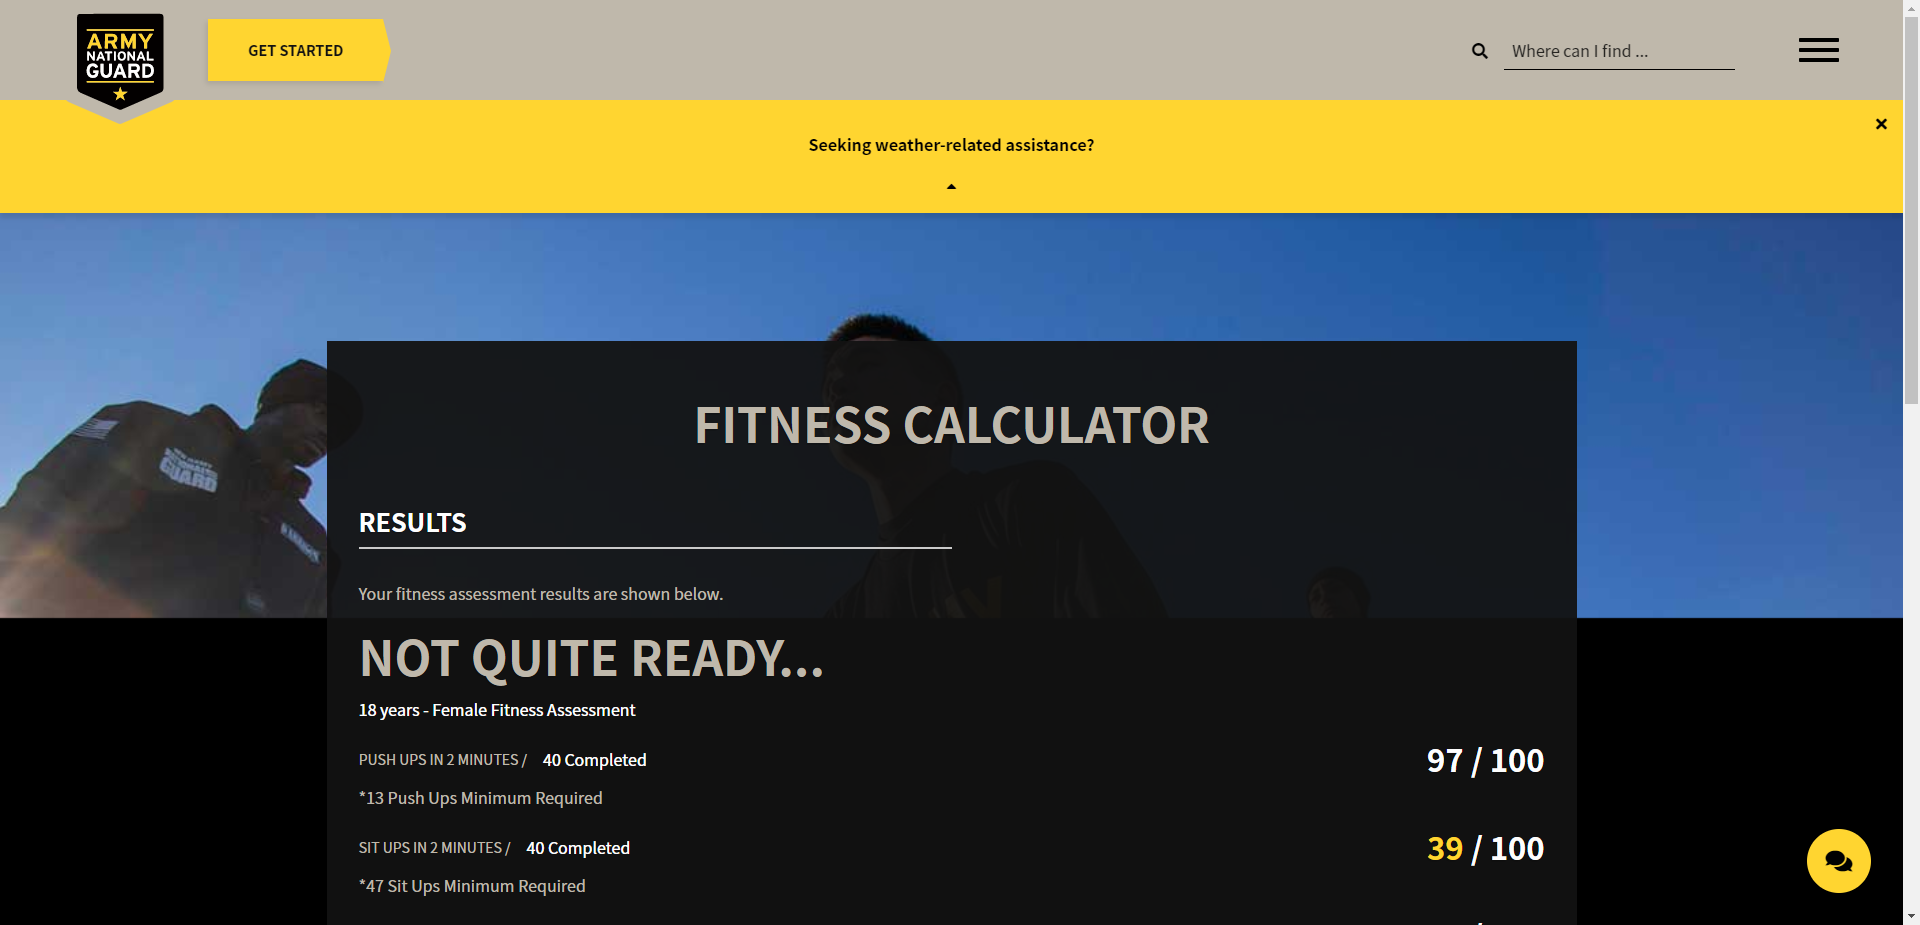 ARMY
NATIONAL
GUARD
GET STARTED
Where can I find ...
Seeking weather-related assistance?
GUARD
FITNESS CALCULATOR
RESULTS
Your fitness assessment results are shown below.
NOT QUITE READY...
18 years - Female Fitness Assessment
PUSH UPS IN 2 MINUTES / 40 Completed 97 / 100
*13 Push Ups Minimum Required
SIT UPS IN 2 MINUTES / 40 Completed 39 / 100
*47 Sit Ups Minimum Required